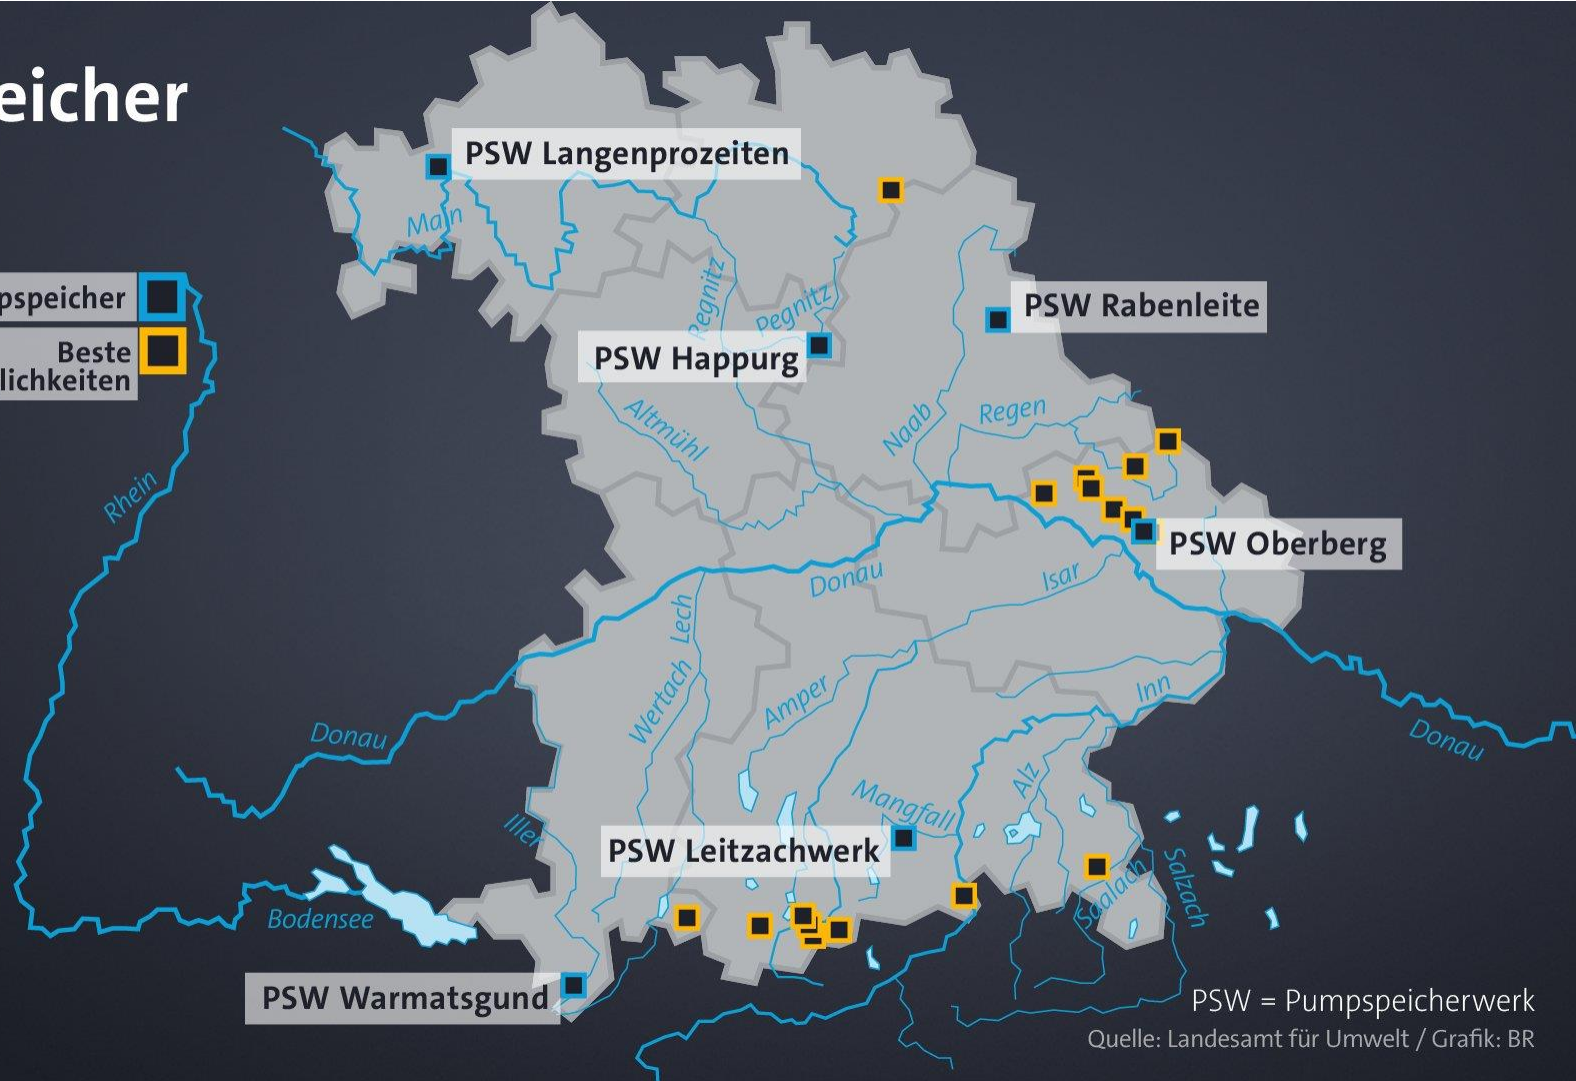 eicher
PSW Langenprozeiten
Main
pspeicher
Beste
lichkeiten
Regnitz
Pegnitz
PSW Rabenleite
PSW Happurg
Altmühl
Naab
Regen
Rhein
PSW Oberberg
Donau
Isar
Lech
Wertach
Amper
Inn
Donau
Donau
Iller
Mangfall
Alz
PSW Leitzachwerk
Saalach
Salzach
Bodensee
PSW Warmatsgund
PSW = Pumpspeicherwerk
Quelle: Landesamt für Umwelt / Grafik: BR